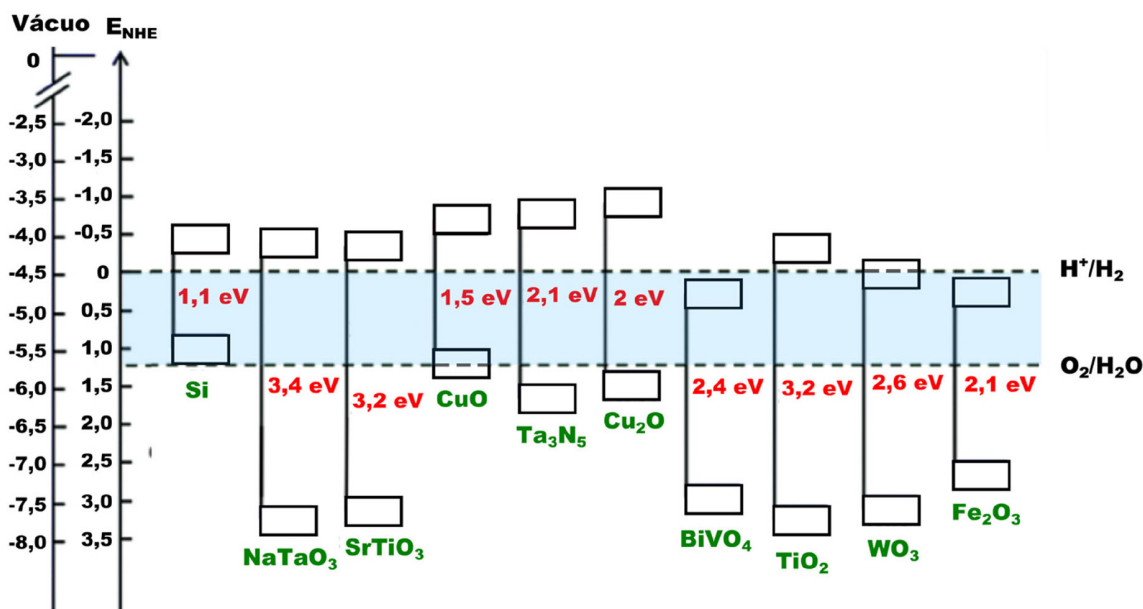 Vácuo E_NHE
0
-2,5 -2,0
-3,0 -1,5
-3,5 -1,0
-4,0 -0,5
-4,5 0 H⁺/H₂
-5,0 0,5
1,1 eV 1,5 eV 2,1 eV 2 eV
-5,5 1,0
O₂/H₂O
-6,0 1,5
3,4 eV 3,2 eV 2,4 eV 3,2 eV 2,6 eV 2,1 eV
Si CuO
-6,5 2,0
Ta₃N₅ Cu₂O
-7,0 2,5
-7,5 3,0
Fe₂O₃
-8,0 3,5
NaTaO₃ SrTiO₃ BiVO₄ TiO₂ WO₃